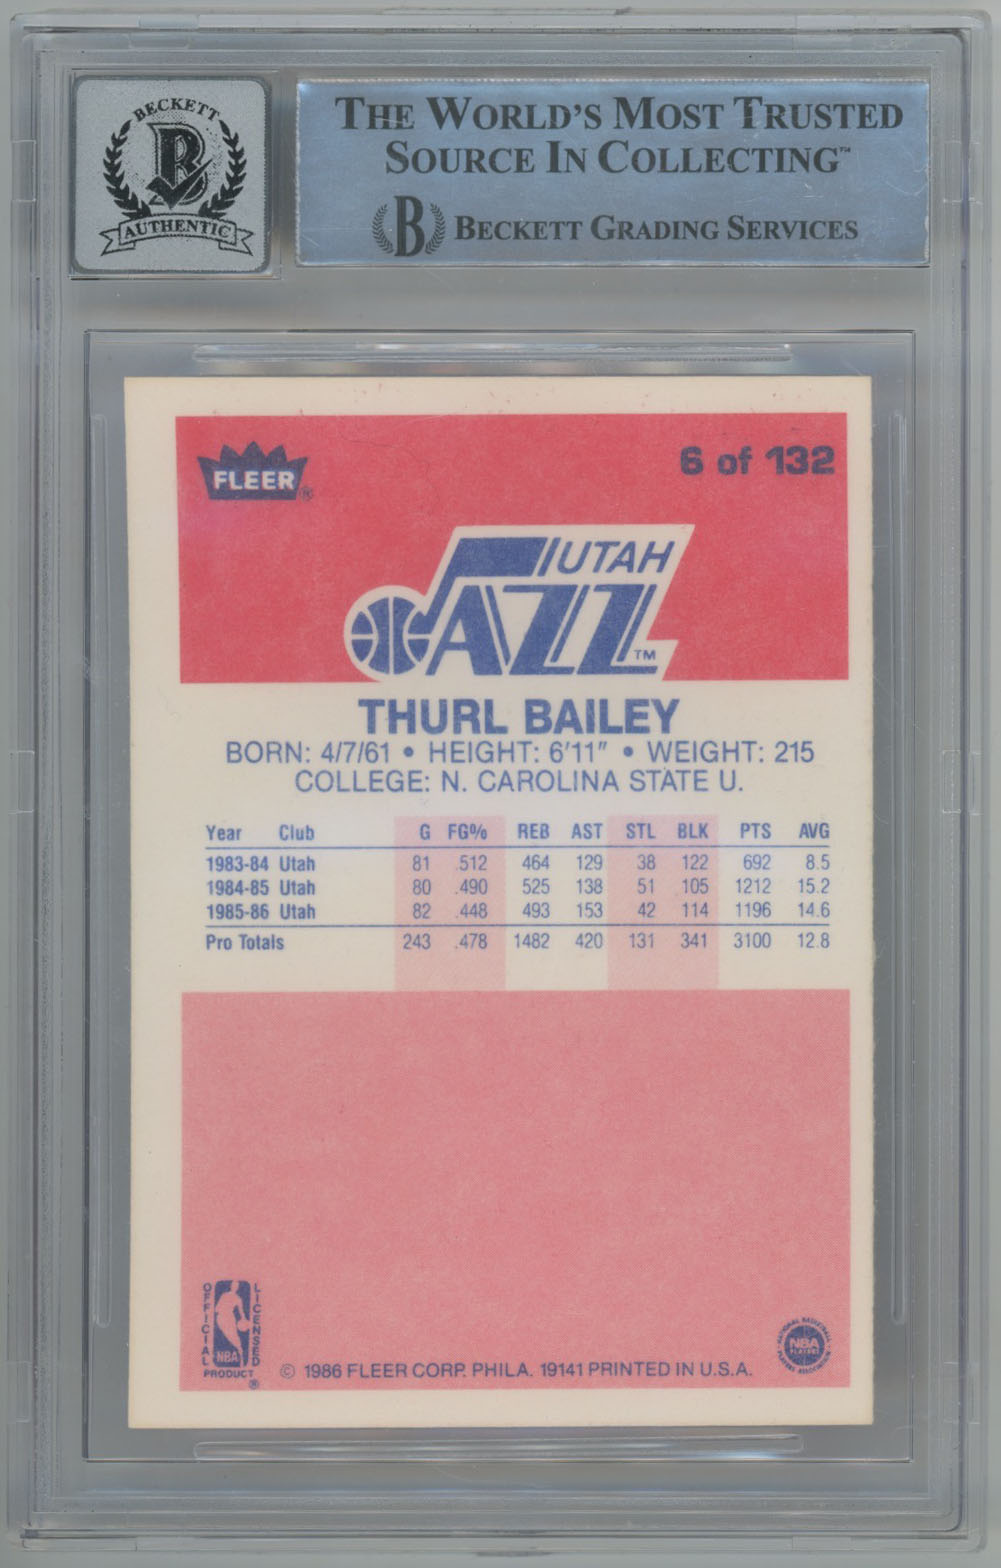 BECKETT
AUTHENTIC
THE WORLD'S MOST TRUSTED
SOURCE IN COLLECTING™
B BECKETT GRADING SERVICES
FLEER®
6 of 132
UTAH
JAZZ™
THURL BAILEY
BORN: 4/7/61 • HEIGHT: 6'11" • WEIGHT: 215
COLLEGE: N. CAROLINA STATE U.
Year Club G FG% REB AST STL BLK PTS AVG
1983-84 Utah 81 .512 464 129 38 122 692 8.5
1984-85 Utah 80 .490 525 138 51 105 1212 15.2
1985-86 Utah 82 .448 493 153 42 114 1196 14.6
Pro Totals 243 .478 1482 420 131 341 3100 12.8
OFFICIAL LICENSED
NBA
PRODUCT ®
© 1986 FLEER CORP. PHILA. 19141 PRINTED IN U.S.A.
NATIONAL BASKETBALL
NBA
PLAYERS